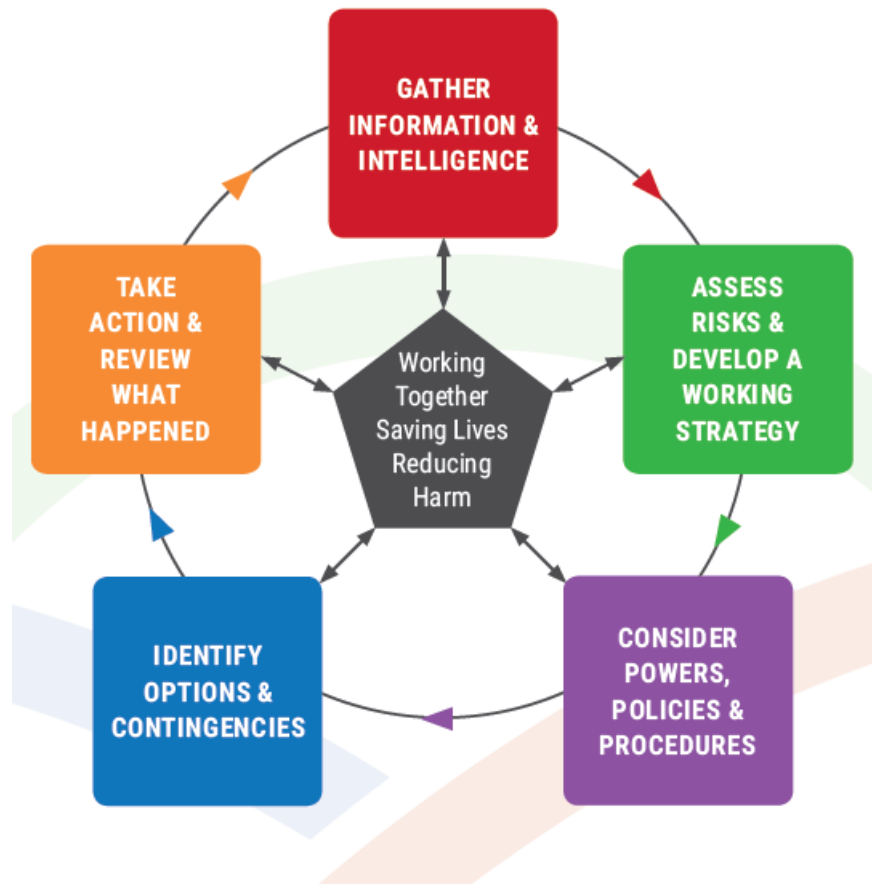 GATHER
INFORMATION &
INTELLIGENCE
ASSESS
RISKS &
DEVELOP A
WORKING
STRATEGY
CONSIDER
POWERS,
POLICIES &
PROCEDURES
IDENTIFY
OPTIONS &
CONTINGENCIES
TAKE
ACTION &
REVIEW
WHAT
HAPPENED
Working
Together
Saving Lives
Reducing
Harm